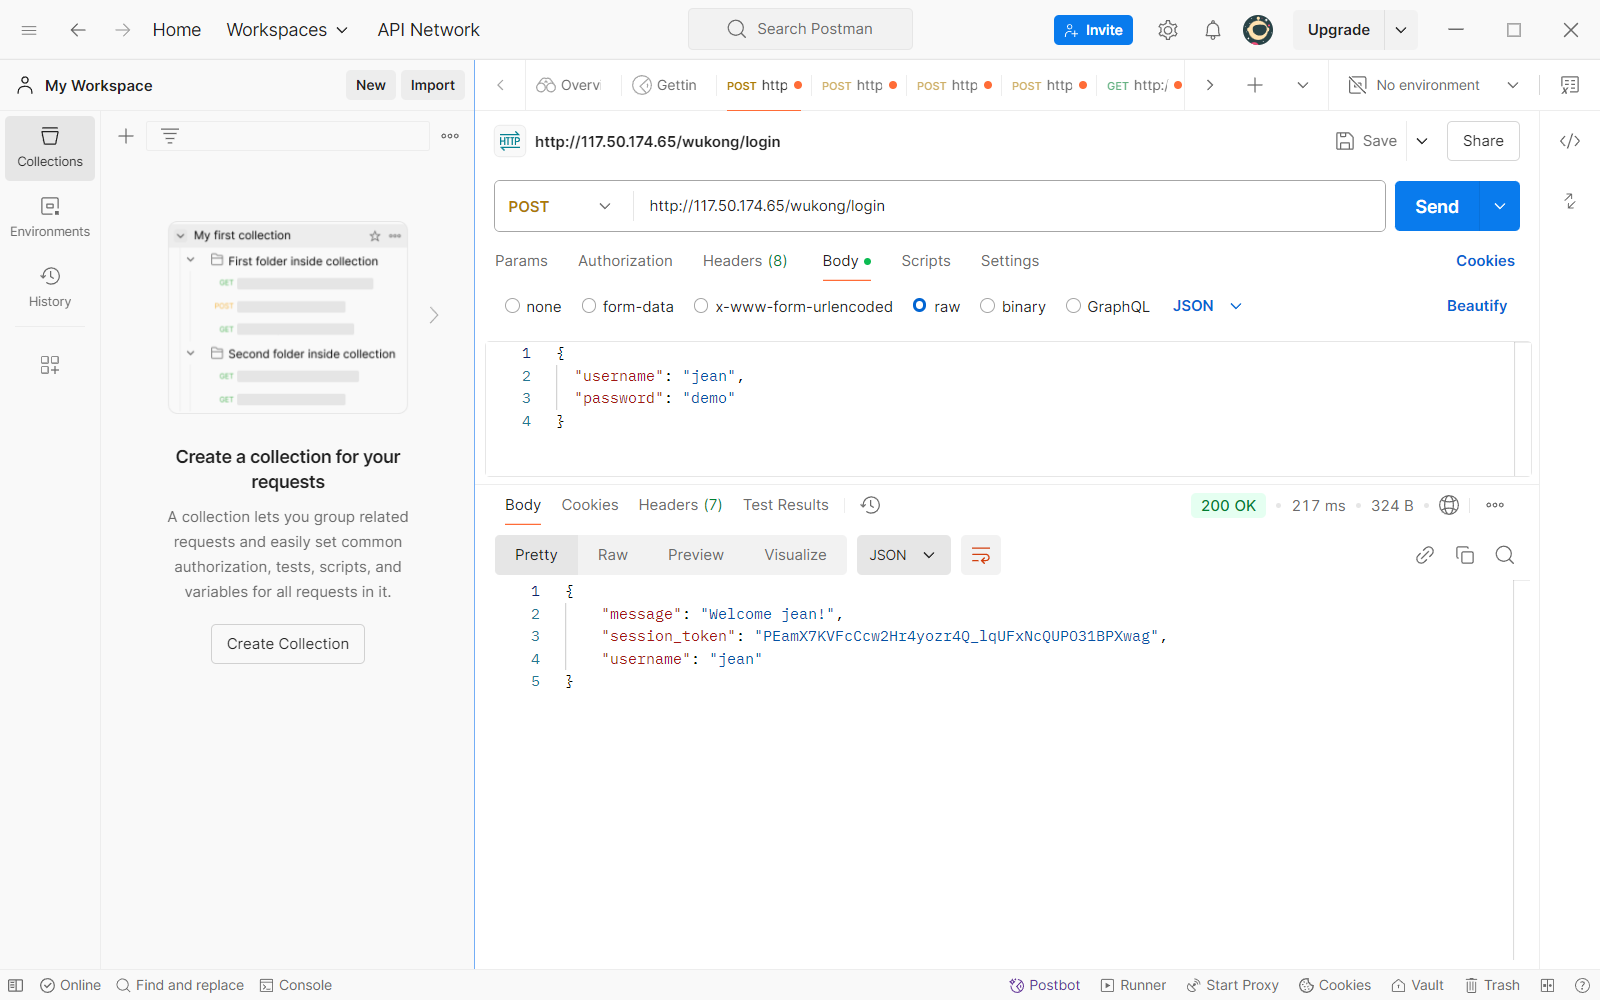 Home Workspaces API Network Search Postman Invite Upgrade
My Workspace New Import Overvi Gettin POST http POST http POST http POST http GET http:/ No environment
Collections
Environments
History
My first collection
First folder inside collection
GET
POST
GET
Second folder inside collection
GET
GET
Create a collection for your
requests
A collection lets you group related
requests and easily set common
authorization, tests, scripts, and
variables for all requests in it.
Create Collection
HTTP http://117.50.174.65/wukong/login Save Share
POST http://117.50.174.65/wukong/login Send
Params Authorization Headers (8) Body Scripts Settings Cookies
none form-data x-www-form-urlencoded raw binary GraphQL JSON Beautify
1 {
2 "username": "jean",
3 "password": "demo"
4 }
Body Cookies Headers (7) Test Results 200 OK 217 ms 324 B
Pretty Raw Preview Visualize JSON
1 {
2 "message": "Welcome jean!",
3 "session_token": "PEamX7KVFcCcw2Hr4yozr4Q_lqUFxNcQUPO31BPXwag",
4 "username": "jean"
5 }
Online Find and replace Console Postbot Runner Start Proxy Cookies Vault Trash